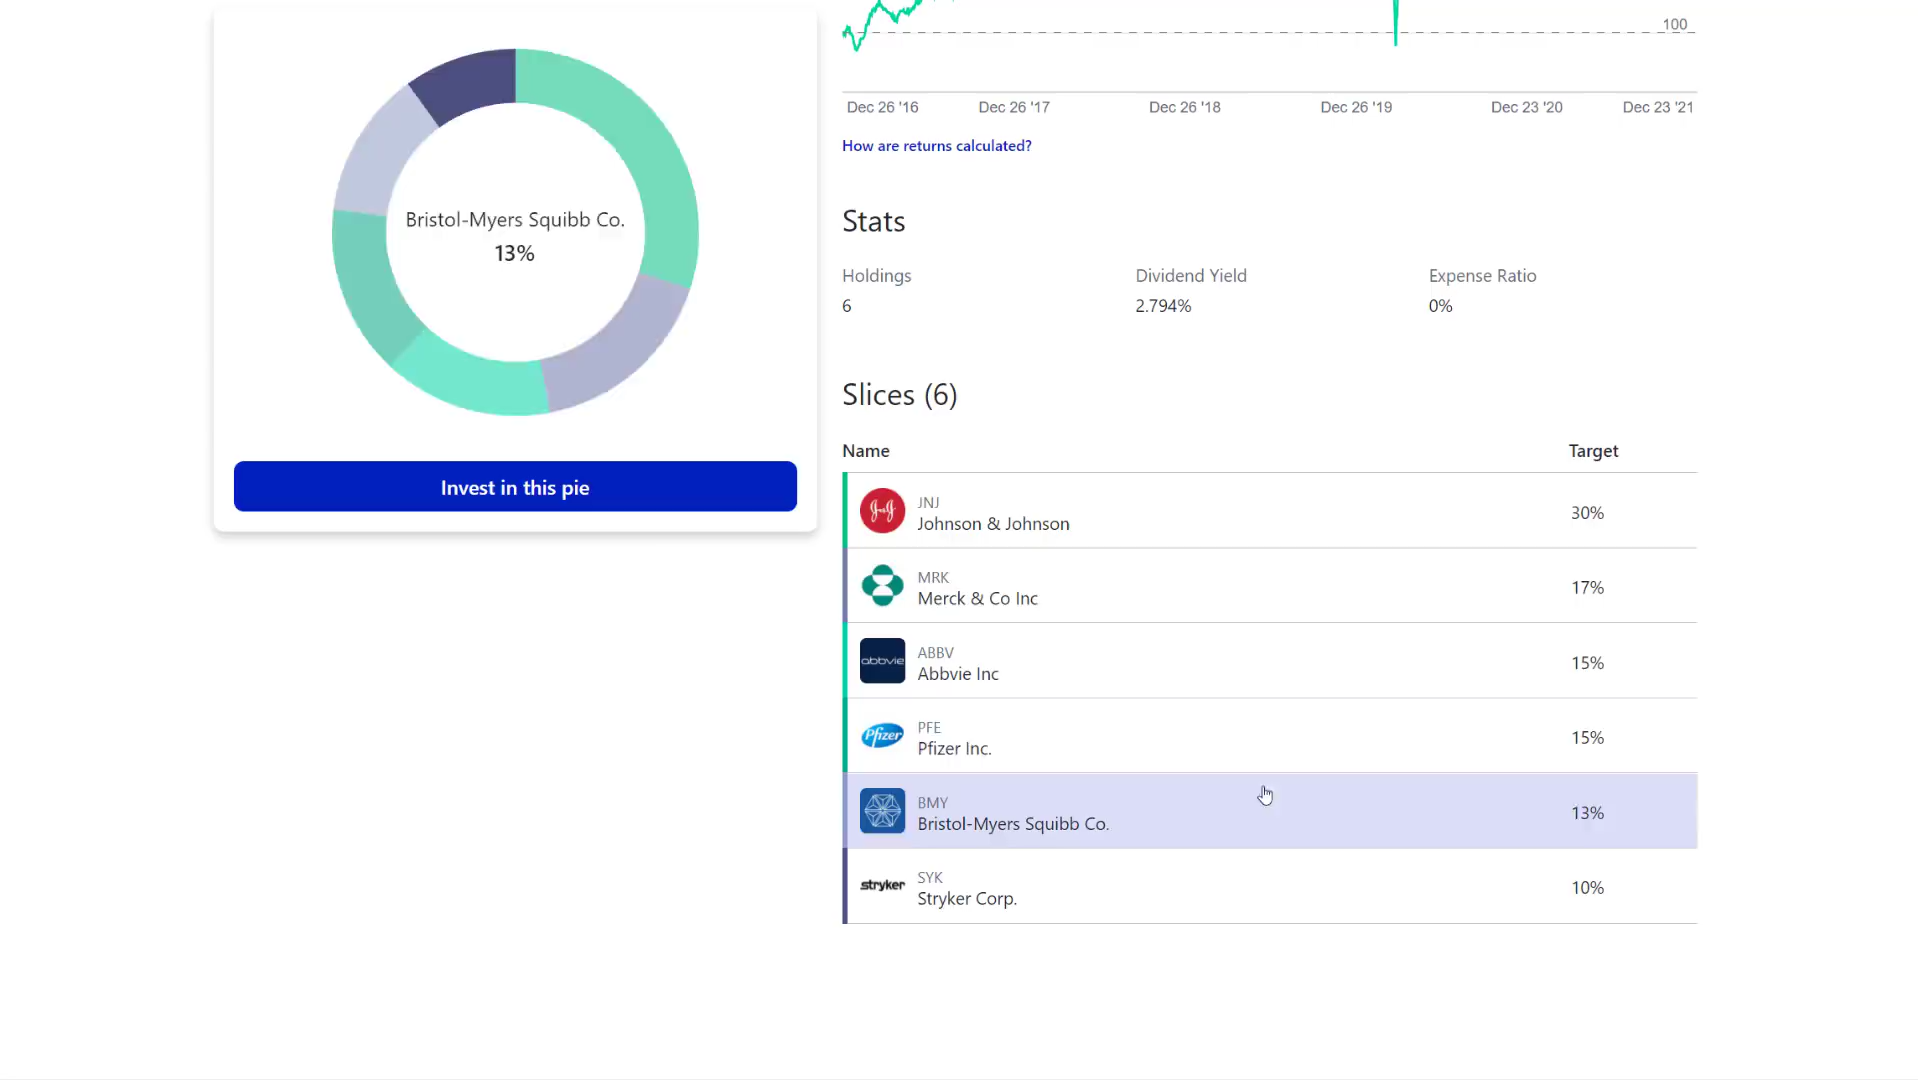 Bristol-Myers Squibb Co.
13%
Invest in this pie
100
Dec 26 '16 Dec 26 '17 Dec 26 '18 Dec 26 '19 Dec 23 '20 Dec 23 '21
How are returns calculated?
Stats
Holdings Dividend Yield Expense Ratio
6 2.794% 0%
Slices (6)
Name Target
JNJ
Johnson & Johnson 30%
MRK
Merck & Co Inc 17%
abbvie ABBV
Abbvie Inc 15%
Pfizer PFE
Pfizer Inc. 15%
BMY
Bristol-Myers Squibb Co. 13%
stryker SYK
Stryker Corp. 10%